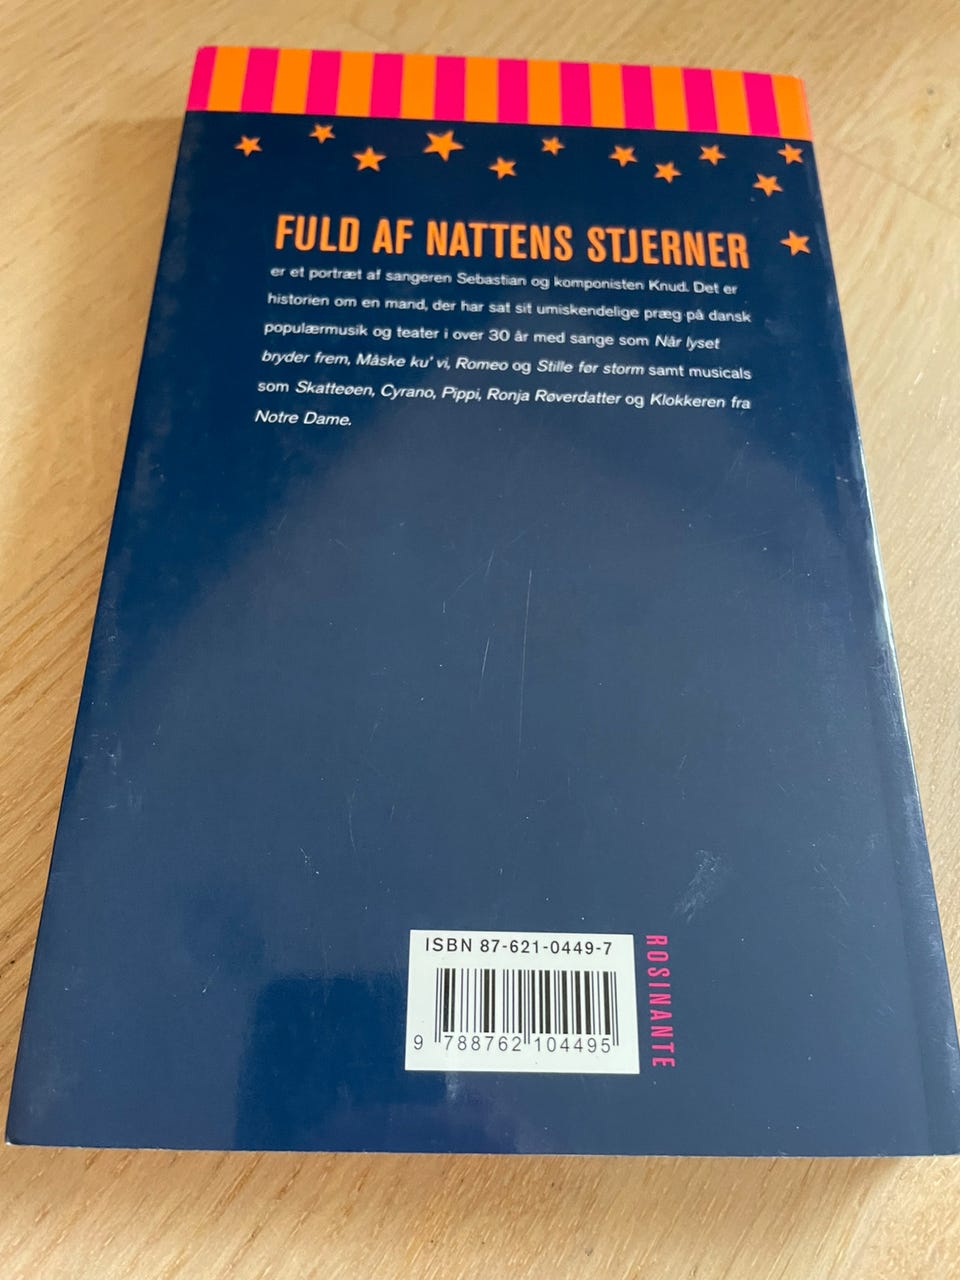 FULD AF NATTENS STJERNER
er et portræt af sangeren Sebastian og komponisten Knud. Det er
historien om en mand, der har sat sit umiskendelige præg på dansk
populærmusik og teater i over 30 år med sange som Når lyset
bryder frem, Måske ku' vi, Romeo og Stille før storm samt musicals
som Skatteøen, Cyrano, Pippi, Ronja Røverdatter og Klokkeren fra
Notre Dame.
ISBN 87-621-0449-7
9 788762 104495
ROSINANTE